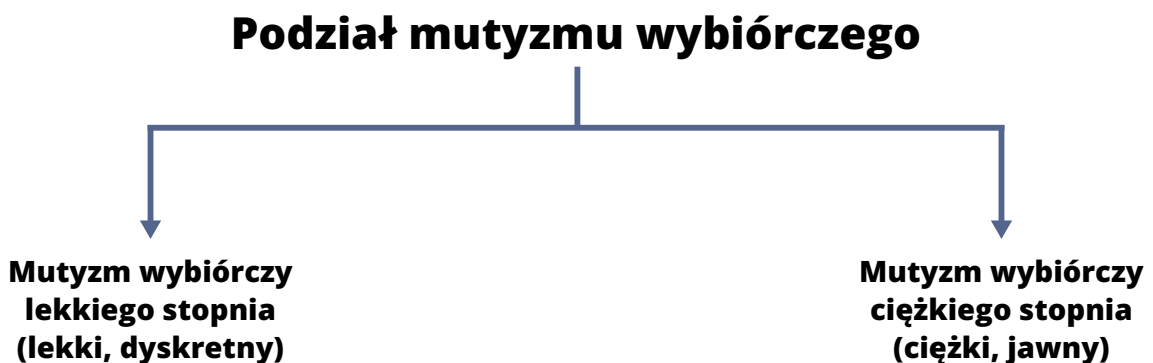 Podział mutyzmu wybiórczego
Mutyzm wybiórczy
lekkiego stopnia
(lekki, dyskretny)
Mutyzm wybiórczy
ciężkiego stopnia
(ciężki, jawny)